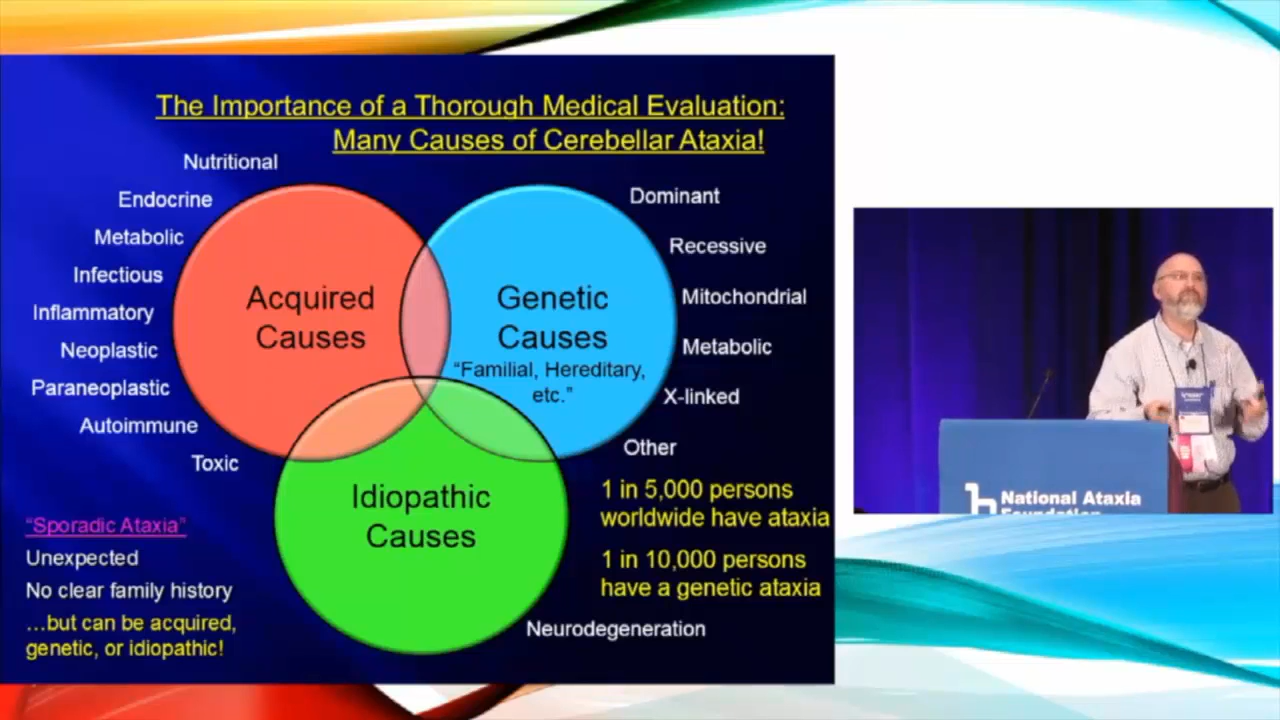 The Importance of a Thorough Medical Evaluation:
Many Causes of Cerebellar Ataxia!
Nutritional
Endocrine
Metabolic
Infectious
Inflammatory
Neoplastic
Paraneoplastic
Autoimmune
Toxic
Acquired
Causes
Genetic
Causes
“Familial, Hereditary,
etc.”
Dominant
Recessive
Mitochondrial
Metabolic
X-linked
Other
Idiopathic
Causes
1 in 5,000 persons
worldwide have ataxia
1 in 10,000 persons
have a genetic ataxia
Neurodegeneration
“Sporadic Ataxia”
Unexpected
No clear family history
...but can be acquired,
genetic, or idiopathic!
National Ataxia
Foundation